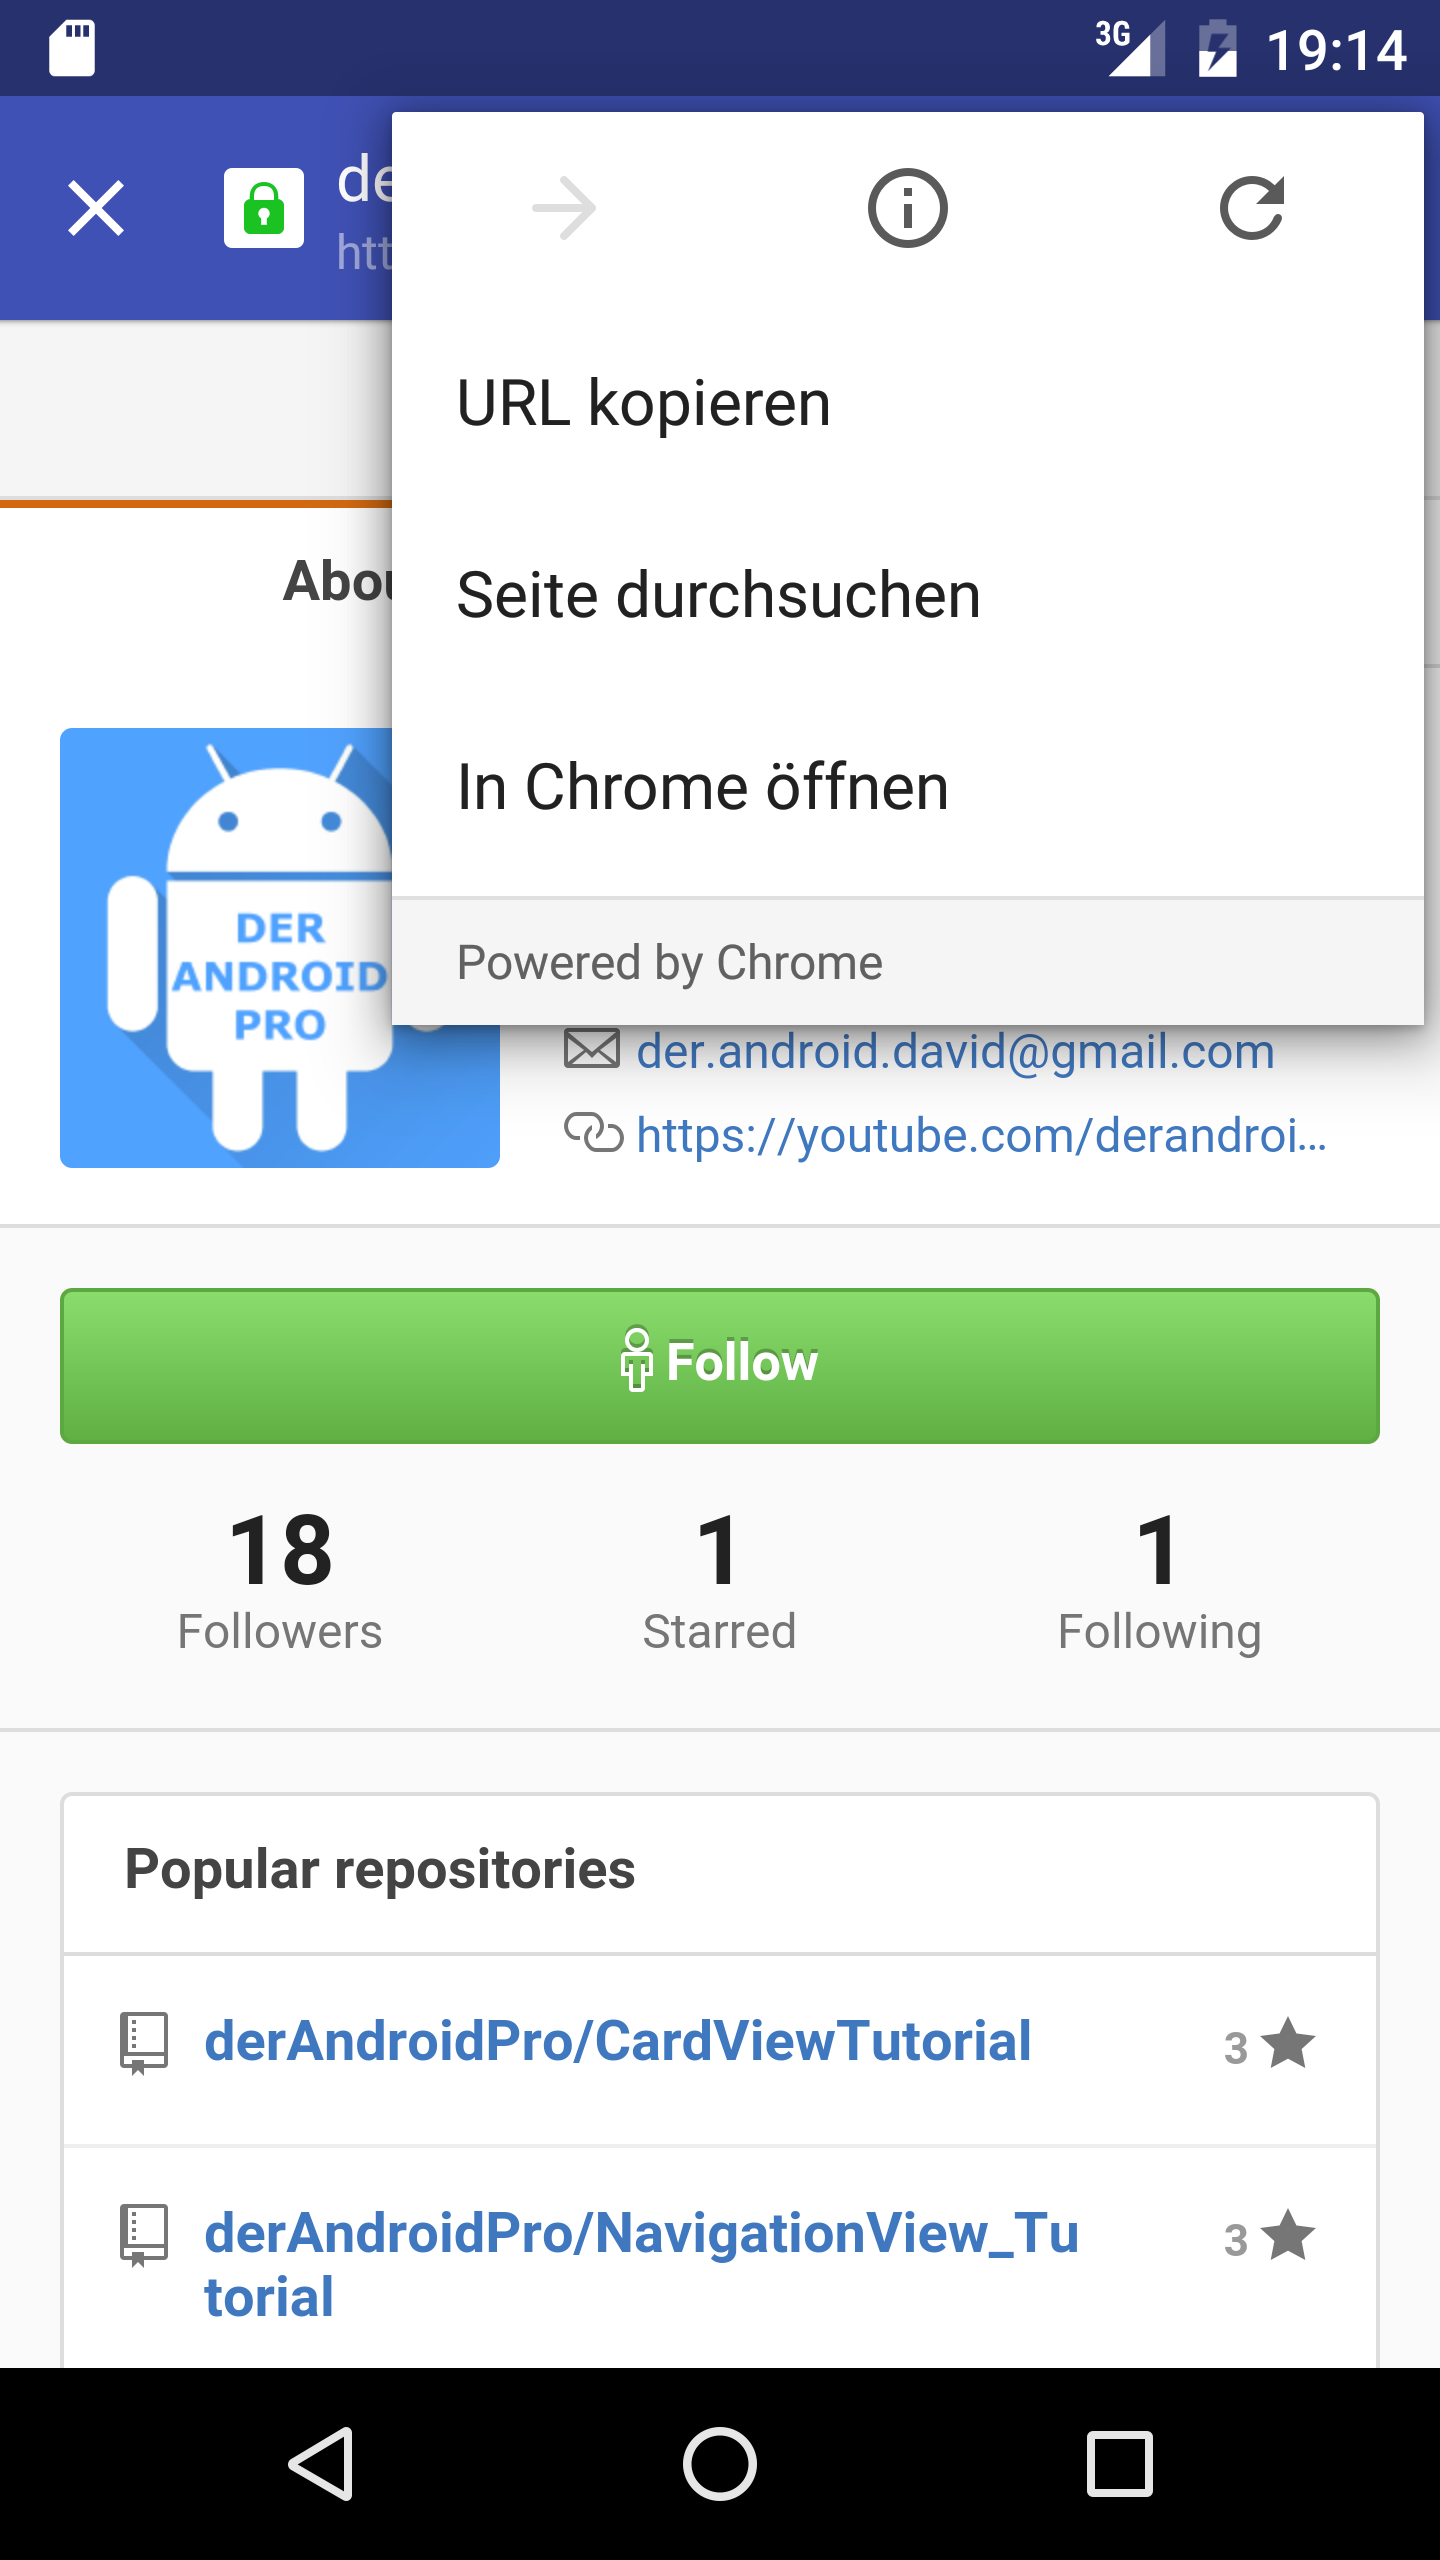 3G 19:14
de
htt
URL kopieren
Seite durchsuchen
In Chrome öffnen
Powered by Chrome
Abou
DER
ANDROID
PRO
der.android.david@gmail.com
https://youtube.com/derandroi…
Follow
18 1 1
Followers Starred Following
Popular repositories
derAndroidPro/CardViewTutorial 3
derAndroidPro/NavigationView_Tu 3
torial